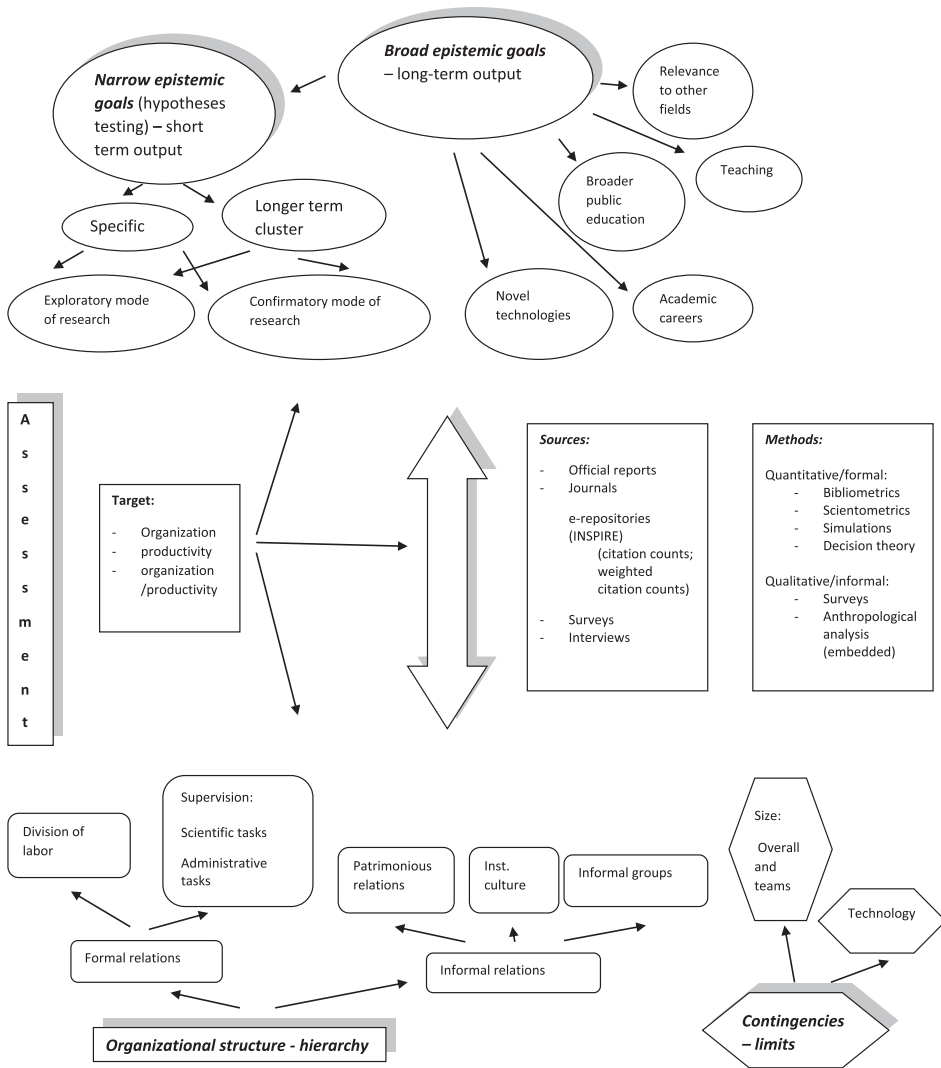 Broad epistemic goals
– long-term output
Narrow epistemic
goals (hypotheses
testing) – short
term output
Relevance
to other
fields
Teaching
Broader
public
education
Specific
Longer term
cluster
Exploratory mode
of research
Confirmatory mode of
research
Novel
technologies
Academic
careers
A
s
s
e
s
s
m
e
n
t
Target:
- Organization
- productivity
- organization
/productivity
Sources:
- Official reports
- Journals
e-repositories
(INSPIRE)
(citation counts;
weighted
citation counts)
- Surveys
- Interviews
Methods:
Quantitative/formal:
- Bibliometrics
- Scientometrics
- Simulations
- Decision theory
Qualitative/informal:
- Surveys
- Anthropological
analysis
(embedded)
Division of
labor
Supervision:
Scientific tasks
Administrative
tasks
Patrimonious
relations
Inst.
culture
Informal groups
Size:
Overall
and
teams
Technology
Formal relations
Informal relations
Organizational structure - hierarchy
Contingencies
– limits